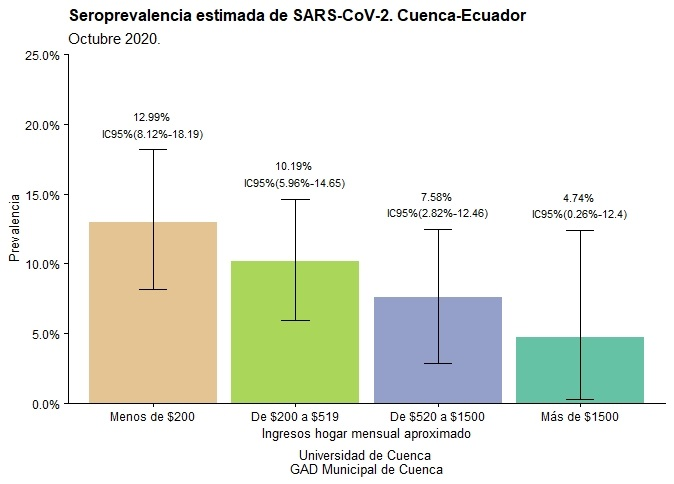 Seroprevalencia estimada de SARS-CoV-2. Cuenca-Ecuador
Octubre 2020.
25.0%
20.0%
15.0%
10.0%
5.0%
0.0%
Prevalencia
12.99%
IC95%(8.12%-18.19)
10.19%
IC95%(5.96%-14.65)
7.58%
IC95%(2.82%-12.46)
4.74%
IC95%(0.26%-12.4)
Menos de $200
De $200 a $519
De $520 a $1500
Más de $1500
Ingresos hogar mensual aproximado
Universidad de Cuenca
GAD Municipal de Cuenca